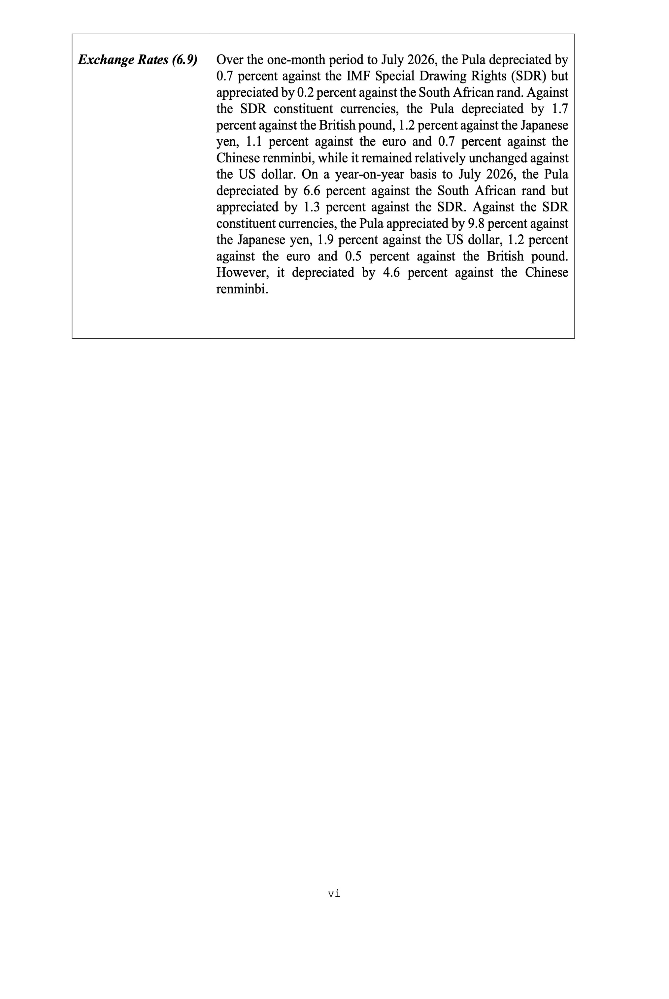 Exchange Rates (6.9)
Over the one-month period to July 2026, the Pula depreciated by
0.7 percent against the IMF Special Drawing Rights (SDR) but
appreciated by 0.2 percent against the South African rand. Against
the SDR constituent currencies, the Pula depreciated by 1.7
percent against the British pound, 1.2 percent against the Japanese
yen, 1.1 percent against the euro and 0.7 percent against the
Chinese renminbi, while it remained relatively unchanged against
the US dollar. On a year-on-year basis to July 2026, the Pula
depreciated by 6.6 percent against the South African rand but
appreciated by 1.3 percent against the SDR. Against the SDR
constituent currencies, the Pula appreciated by 9.8 percent against
the Japanese yen, 1.9 percent against the US dollar, 1.2 percent
against the euro and 0.5 percent against the British pound.
However, it depreciated by 4.6 percent against the Chinese
renminbi.
vi